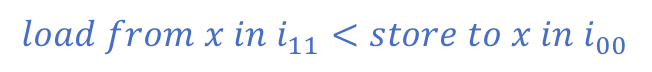 load from x in i₁₁ < store to x in i₀₀